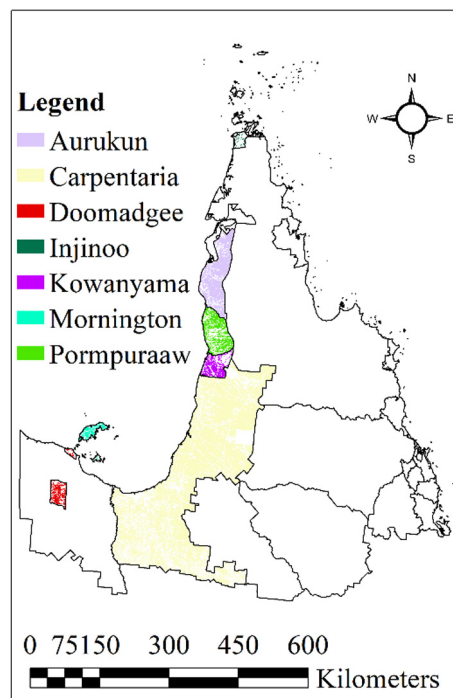 N
W E
S
Legend
Aurukun
Carpentaria
Doomadgee
Injinoo
Kowanyama
Mornington
Pormpuraaw
0 75150 300 450 600
Kilometers